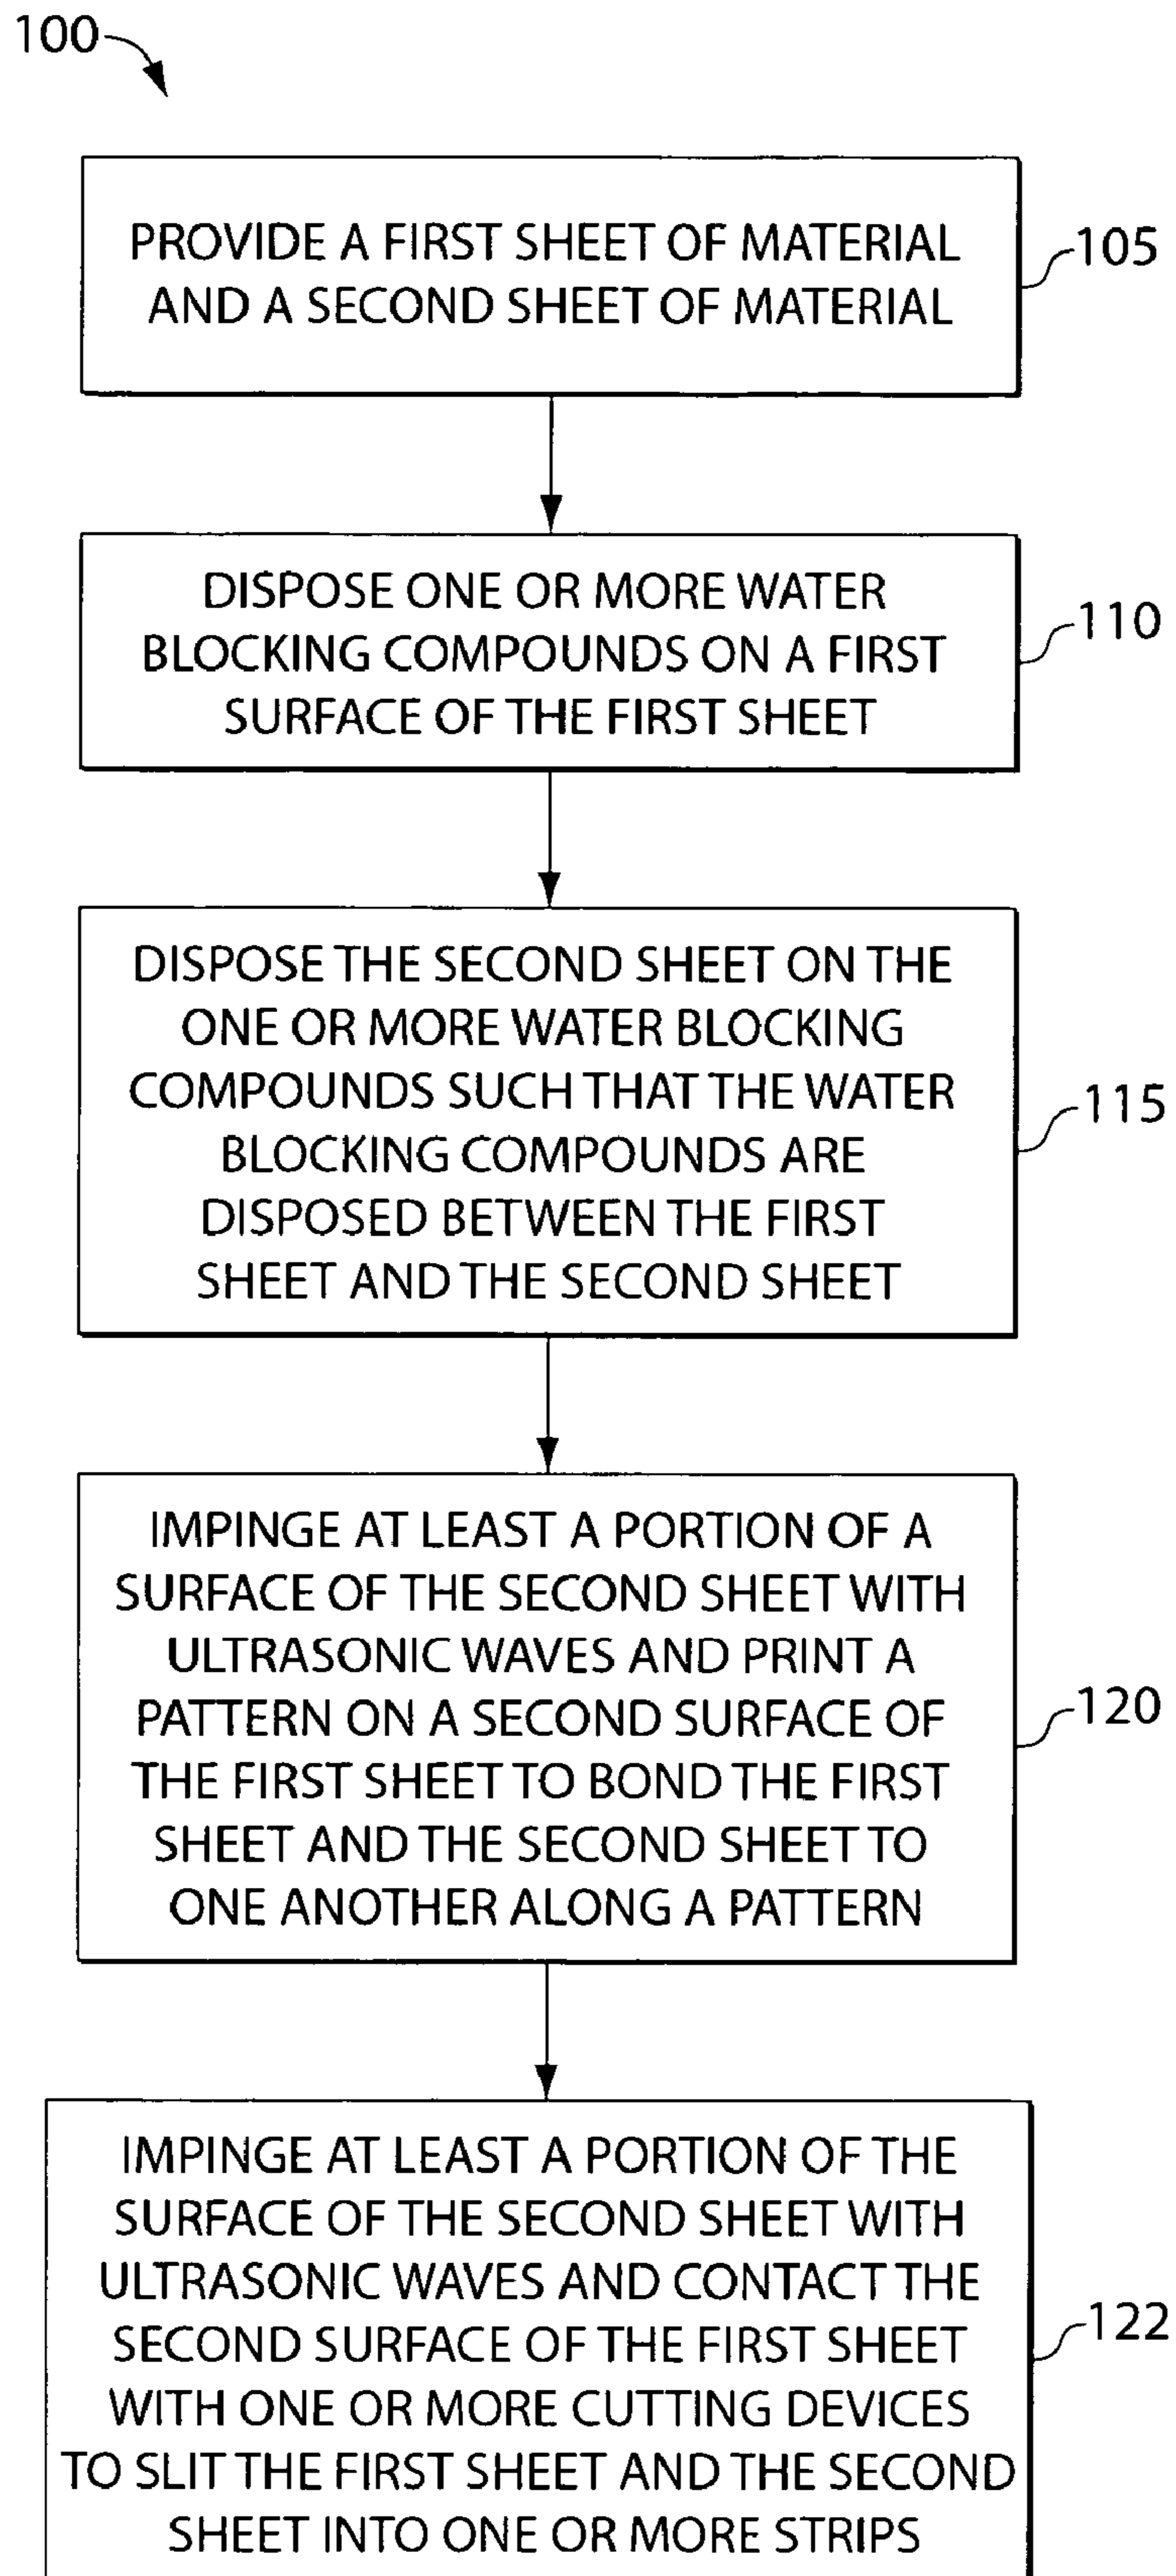 100
PROVIDE A FIRST SHEET OF MATERIAL
AND A SECOND SHEET OF MATERIAL
105
DISPOSE ONE OR MORE WATER
BLOCKING COMPOUNDS ON A FIRST
SURFACE OF THE FIRST SHEET
110
DISPOSE THE SECOND SHEET ON THE
ONE OR MORE WATER BLOCKING
COMPOUNDS SUCH THAT THE WATER
BLOCKING COMPOUNDS ARE
DISPOSED BETWEEN THE FIRST
SHEET AND THE SECOND SHEET
115
IMPINGE AT LEAST A PORTION OF A
SURFACE OF THE SECOND SHEET WITH
ULTRASONIC WAVES AND PRINT A
PATTERN ON A SECOND SURFACE OF
THE FIRST SHEET TO BOND THE FIRST
SHEET AND THE SECOND SHEET TO
ONE ANOTHER ALONG A PATTERN
120
IMPINGE AT LEAST A PORTION OF THE
SURFACE OF THE SECOND SHEET WITH
ULTRASONIC WAVES AND CONTACT THE
SECOND SURFACE OF THE FIRST SHEET
WITH ONE OR MORE CUTTING DEVICES
TO SLIT THE FIRST SHEET AND THE SECOND
SHEET INTO ONE OR MORE STRIPS
122